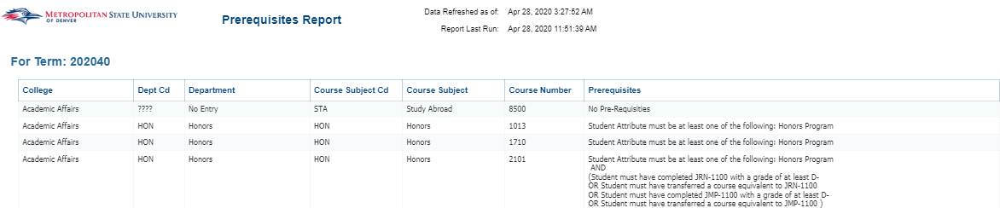 METROPOLITAN STATE UNIVERSITY
OF DENVER
Prerequisites Report
Data Refreshed as of: Apr 28, 2020 3:27:52 AM
Report Last Run: Apr 28, 2020 11:51:39 AM
For Term: 202040
College Dept Cd Department Course Subject Cd Course Subject Course Number Prerequisites
Academic Affairs ???? No Entry STA Study Abroad 8500 No Pre-Requisities
Academic Affairs HON Honors HON Honors 1013 Student Attribute must be at least one of the following: Honors Program
Academic Affairs HON Honors HON Honors 1710 Student Attribute must be at least one of the following: Honors Program
Academic Affairs HON Honors HON Honors 2101 Student Attribute must be at least one of the following: Honors Program
AND
(Student must have completed JRN-1100 with a grade of at least D-
OR Student must have transferred a course equivalent to JRN-1100
OR Student must have completed JMP-1100 with a grade of at least D-
OR Student must have transferred a course equivalent to JMP-1100 )